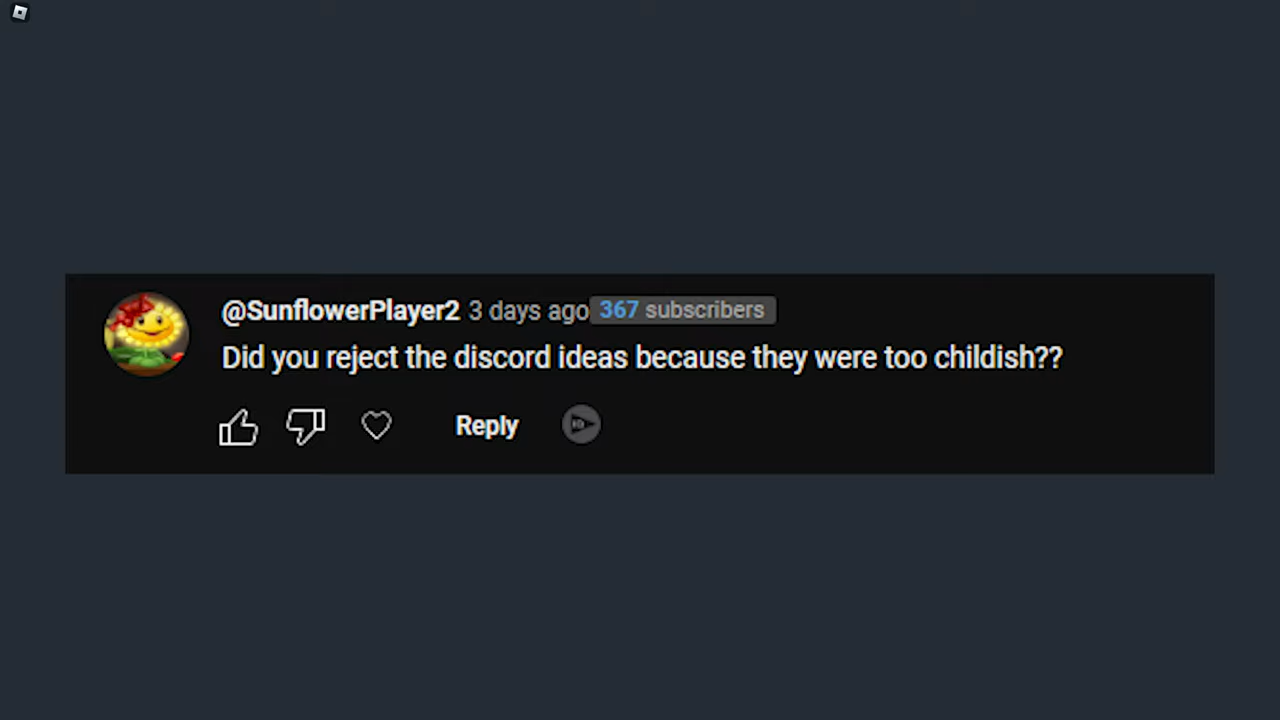 @SunflowerPlayer2 3 days ago 367 subscribers
Did you reject the discord ideas because they were too childish??
Reply